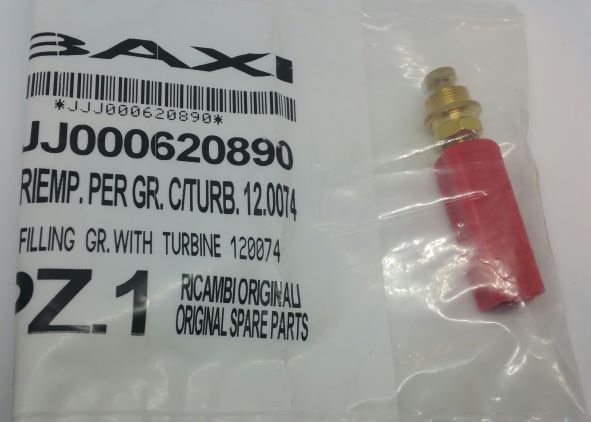 BAXI
*JJJ000620890*
JJ000620890
RIEMP. PER GR. C/TURB. 12.0074
FILLING GR. WITH TURBINE 120074
PZ. 1
RICAMBI ORIGINALI
ORIGINAL SPARE PARTS